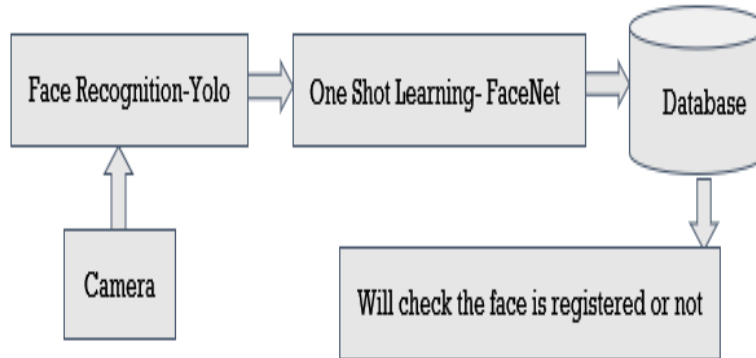 Face Recognition-Yolo
One Shot Learning- FaceNet
Database
Camera
Will check the face is registered or not